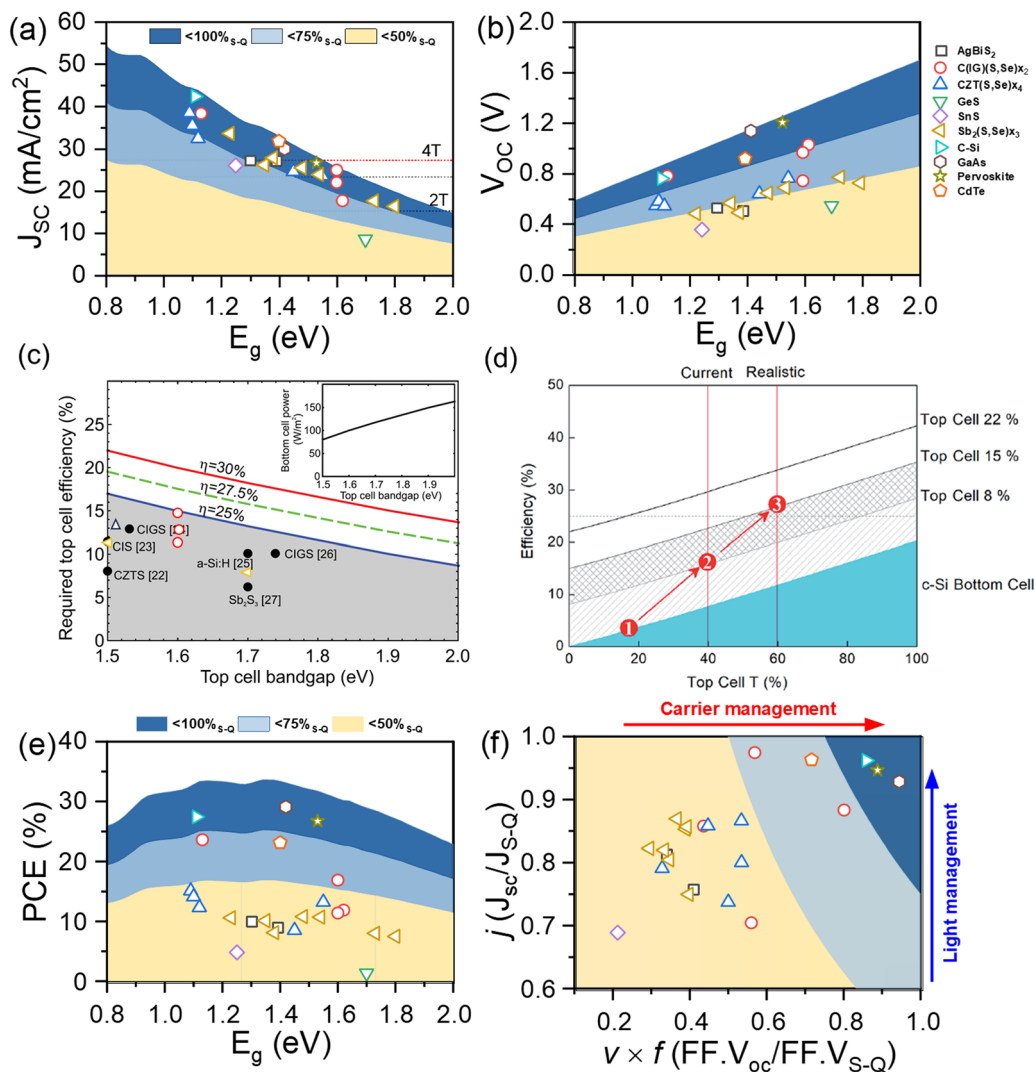 (a)
<100%S-Q <75%S-Q <50%S-Q
60
50
40
30
20
10
0
JSC (mA/cm²)
4T
2T
0.8 1.0 1.2 1.4 1.6 1.8 2.0
Eg (eV)
(b)
2.0
1.6
1.2
0.8
0.4
0.0
VOC (V)
0.8 1.0 1.2 1.4 1.6 1.8 2.0
Eg (eV)
AgBiS₂
C(IG)(S,Se)x₂
CZT(S,Se)x₄
GeS
SnS
Sb₂(S,Se)x₃
C-Si
GaAs
Pervoskite
CdTe
(c)
Required top cell efficiency (%)
25
20
15
10
5
0
η=30%
η=27.5%
η=25%
CIS [23]
CZTS [22]
a-Si:H [25]
CIGS [26]
Sb₂S₃ [27]
1.5 1.6 1.7 1.8 1.9 2.0
Top cell bandgap (eV)
Bottom cell power
(W/m²)
150
100
50
0
1.5 1.6 1.7 1.8 1.9
Top cell bandgap (eV)
(d)
Current Realistic
50
40
30
20
10
0
Efficiency (%)
Top Cell 22 %
Top Cell 15 %
Top Cell 8 %
c-Si Bottom Cell
1
2
3
0 20 40 60 80 100
Top Cell T (%)
(e)
<100%S-Q <75%S-Q <50%S-Q
40
30
20
10
0
PCE (%)
0.8 1.0 1.2 1.4 1.6 1.8 2.0
Eg (eV)
(f)
Carrier management
1.0
0.9
0.8
0.7
0.6
j (Jsc/JS-Q)
Light management
0.2 0.4 0.6 0.8 1.0
v × f (FF.Voc/FF.VS-Q)